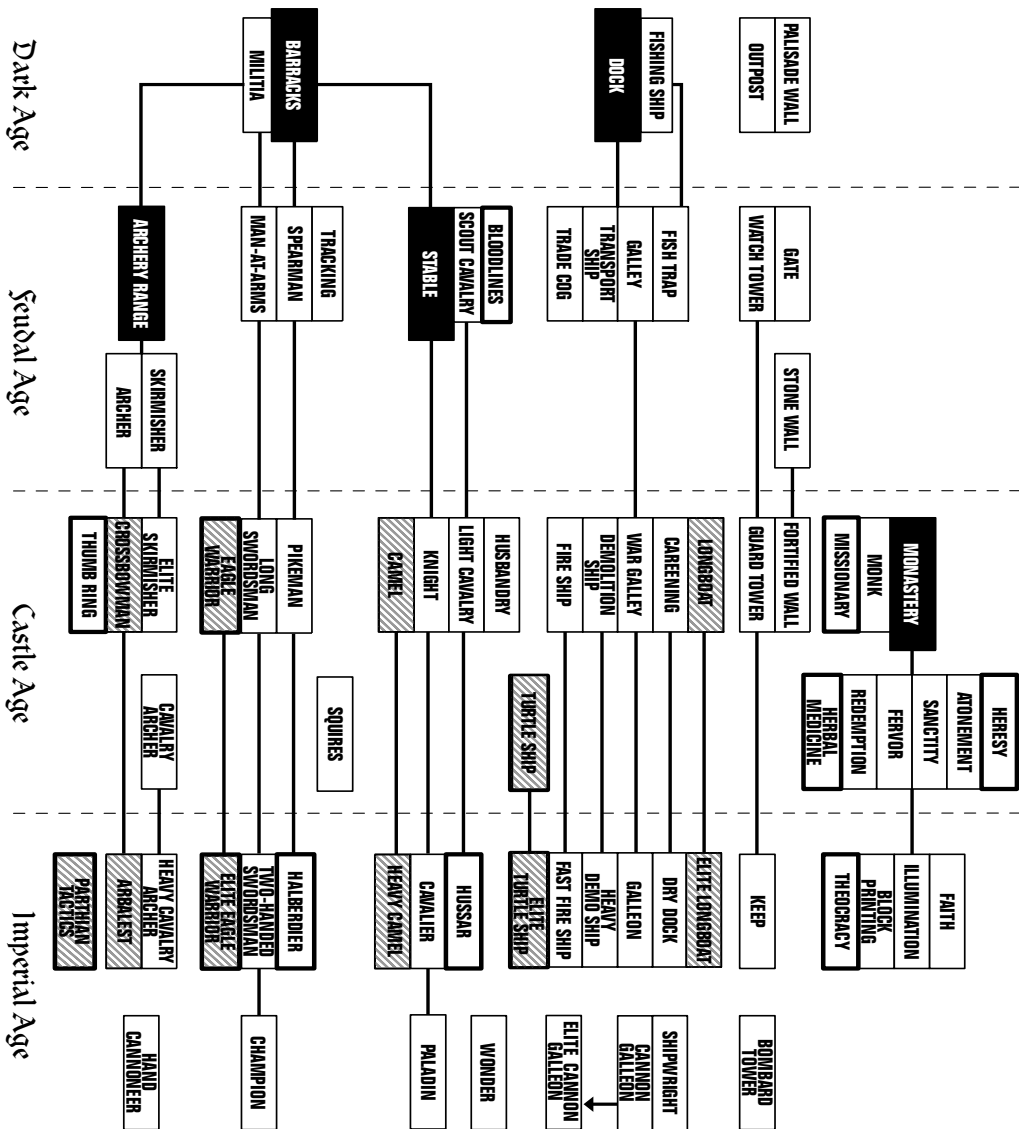 PALISADE WALL
OUTPOST
FISHING SHIP
DOCK
BARRACKS
MILITIA
Dark Age
GATE
WATCH TOWER
STONE WALL
FISH TRAP
GALLEY
TRANSPORT
SHIP
TRADE COG
BLOODLINES
SCOUT CAVALRY
STABLE
TRACKING
SPEARMAN
MAN-AT-ARMS
ARCHERY RANGE
SKIRMISHER
ARCHER
Feudal Age
MONASTERY
MONK
MISSIONARY
HERESY
ATONEMENT
SANCTITY
FERVOR
REDEMPTION
HERBAL
MEDICINE
FORTIFIED WALL
GUARD TOWER
LONGBOAT
CAREENING
WAR GALLEY
DEMOLITION
SHIP
FIRE SHIP
TURTLE SHIP
HUSBANDRY
LIGHT CAVALRY
KNIGHT
CAMEL
SQUIRES
PIKEMAN
LONG
SWORDSMAN
EAGLE
WARRIOR
ELITE
SKIRMISHER
CROSSBOWMAN
THUMB RING
CAVALRY
ARCHER
Castle Age
FAITH
ILLUMINATION
BLOCK
PRINTING
THEOCRACY
KEEP
BOMBARD
TOWER
ELITE LONGBOAT
DRY DOCK
GALLEON
HEAVY
DEMO SHIP
FAST FIRE SHIP
ELITE
TURTLE SHIP
SHIPWRIGHT
CANNON
GALLEON
ELITE CANNON
GALLEON
WONDER
HUSSAR
CAVALIER
HEAVY CAMEL
PALADIN
HALBERDIER
TWO-HANDED
SWORDSMAN
ELITE EAGLE
WARRIOR
CHAMPION
HEAVY CAVALRY
ARCHER
ARBALEST
PARTHIAN
TACTICS
HAND
CANNONEER
Imperial Age